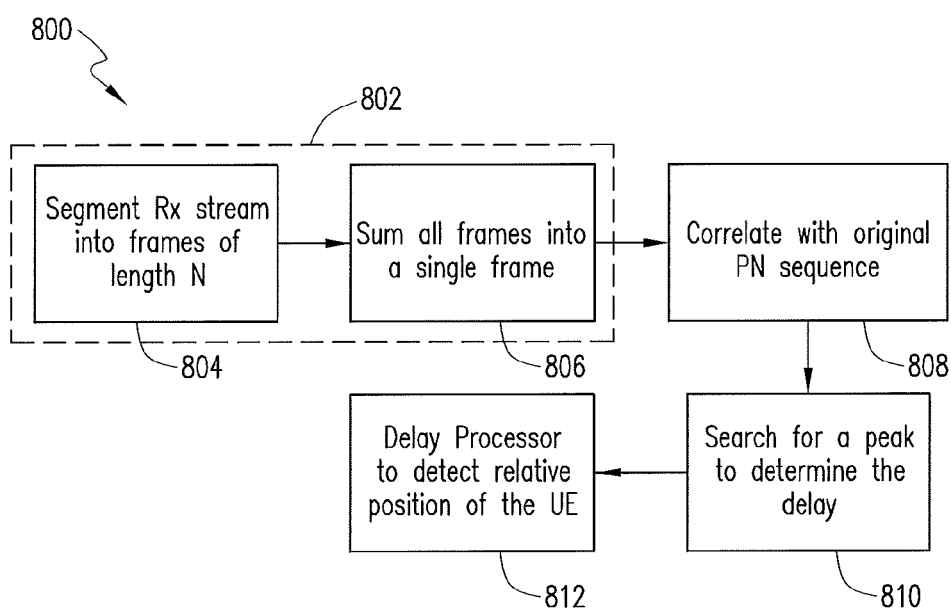 800
802
Segment Rx stream
into frames of
length N
Sum all frames into
a single frame
Correlate with original
PN sequence
804
806
808
Delay Processor
to detect relative
position of the UE
Search for a peak
to determine the
delay
812
810